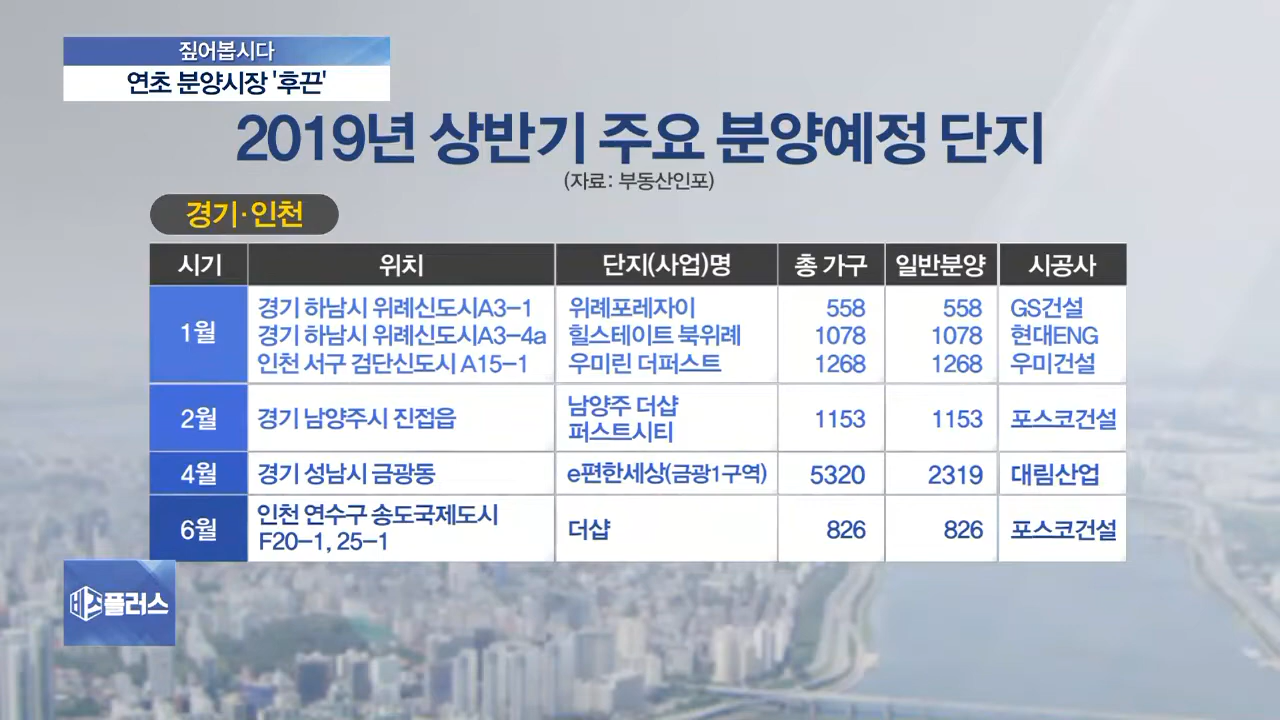 짚어봅시다
연초 분양시장 '후끈'
2019년 상반기 주요 분양예정 단지
(자료: 부동산인포)
경기·인천
시기 위치 단지(사업)명 총 가구 일반분양 시공사
1월 경기 하남시 위례신도시A3-1 위례포레자이 558 558 GS건설
경기 하남시 위례신도시A3-4a 힐스테이트 북위례 1078 1078 현대ENG
인천 서구 검단신도시 A15-1 우미린 더퍼스트 1268 1268 우미건설
2월 경기 남양주시 진접읍 남양주 더샵 퍼스트시티 1153 1153 포스코건설
4월 경기 성남시 금광동 e편한세상(금광1구역) 5320 2319 대림산업
6월 인천 연수구 송도국제도시 F20-1, 25-1 더샵 826 826 포스코건설
비즈플러스